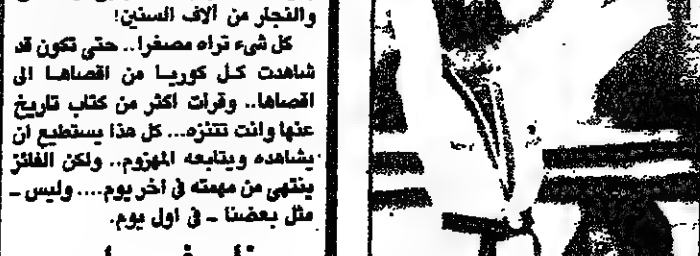 والفجار من آلاف السنين!
كل شيء تراه مصغرا.. حتى تكون قد
شاهدت كل كوريا من اقصاها الى
اقصاها.. وقرات اكثر من كتاب تاريخ
عنها وانت تتنزه... كل هذا يستطيع ان
يشاهده ويتابعه المهزوم.. ولكن الفائز
ينتهى من مهمته في اخر يوم.... وليس ـ
مثل بعضنا ـ في اول يوم.